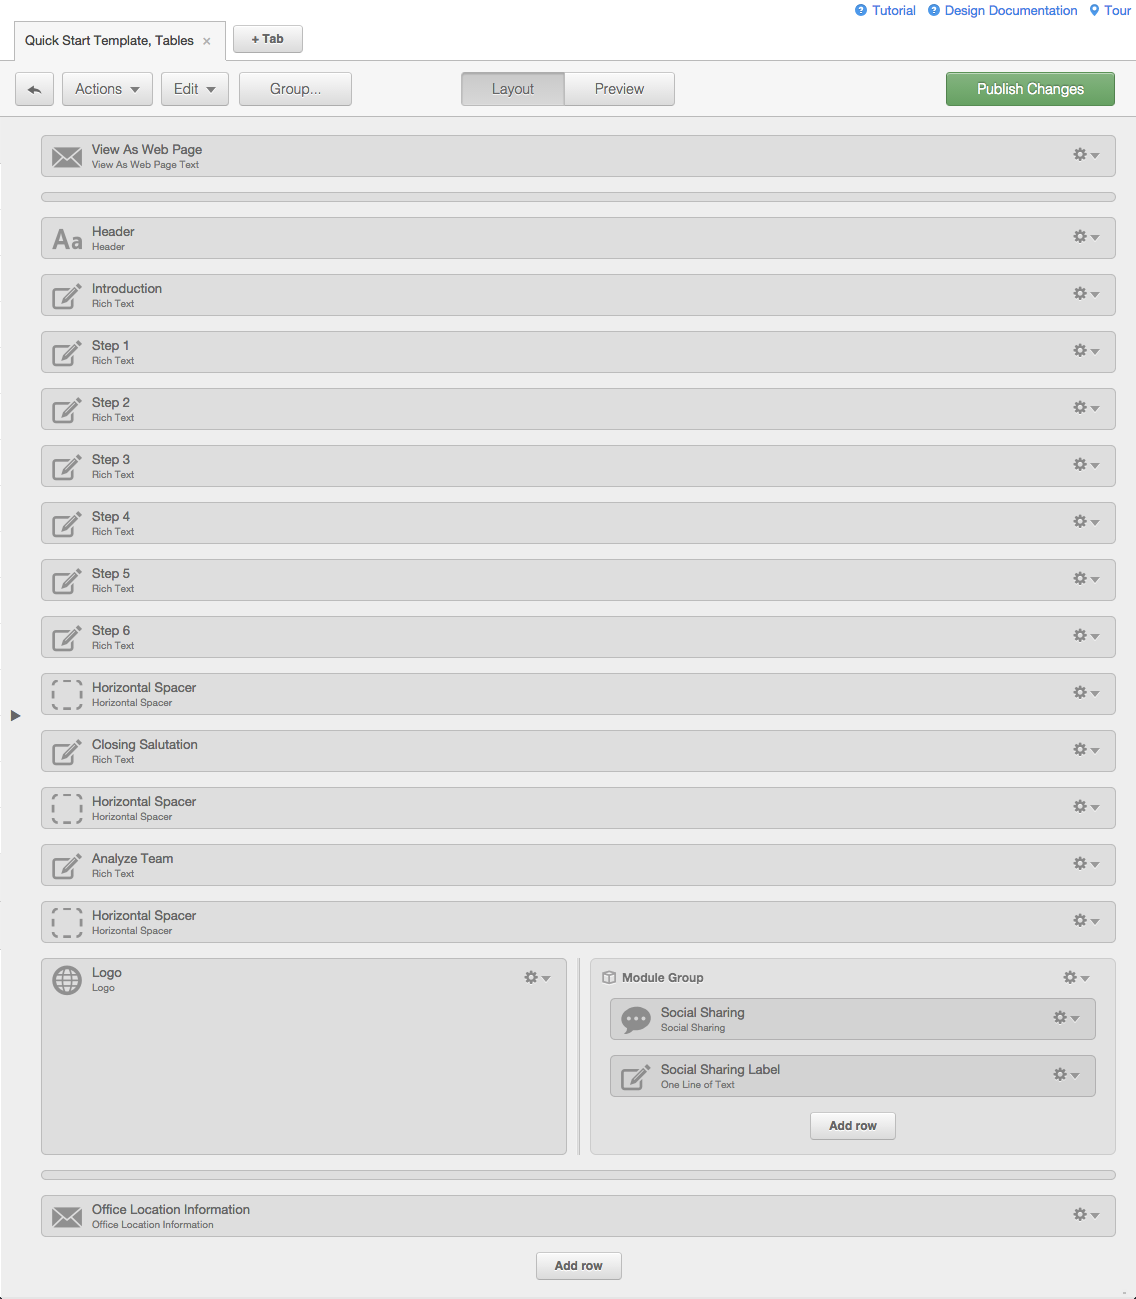 Tutorial Design Documentation Tour
Quick Start Template, Tables × + Tab
Actions Edit Group... Layout Preview Publish Changes
View As Web Page
View As Web Page Text
Aa
Header
Header
Introduction
Rich Text
Step 1
Rich Text
Step 2
Rich Text
Step 3
Rich Text
Step 4
Rich Text
Step 5
Rich Text
Step 6
Rich Text
Horizontal Spacer
Horizontal Spacer
Closing Salutation
Rich Text
Horizontal Spacer
Horizontal Spacer
Analyze Team
Rich Text
Horizontal Spacer
Horizontal Spacer
Logo
Logo
Module Group
Social Sharing
Social Sharing
Social Sharing Label
One Line of Text
Add row
Office Location Information
Office Location Information
Add row